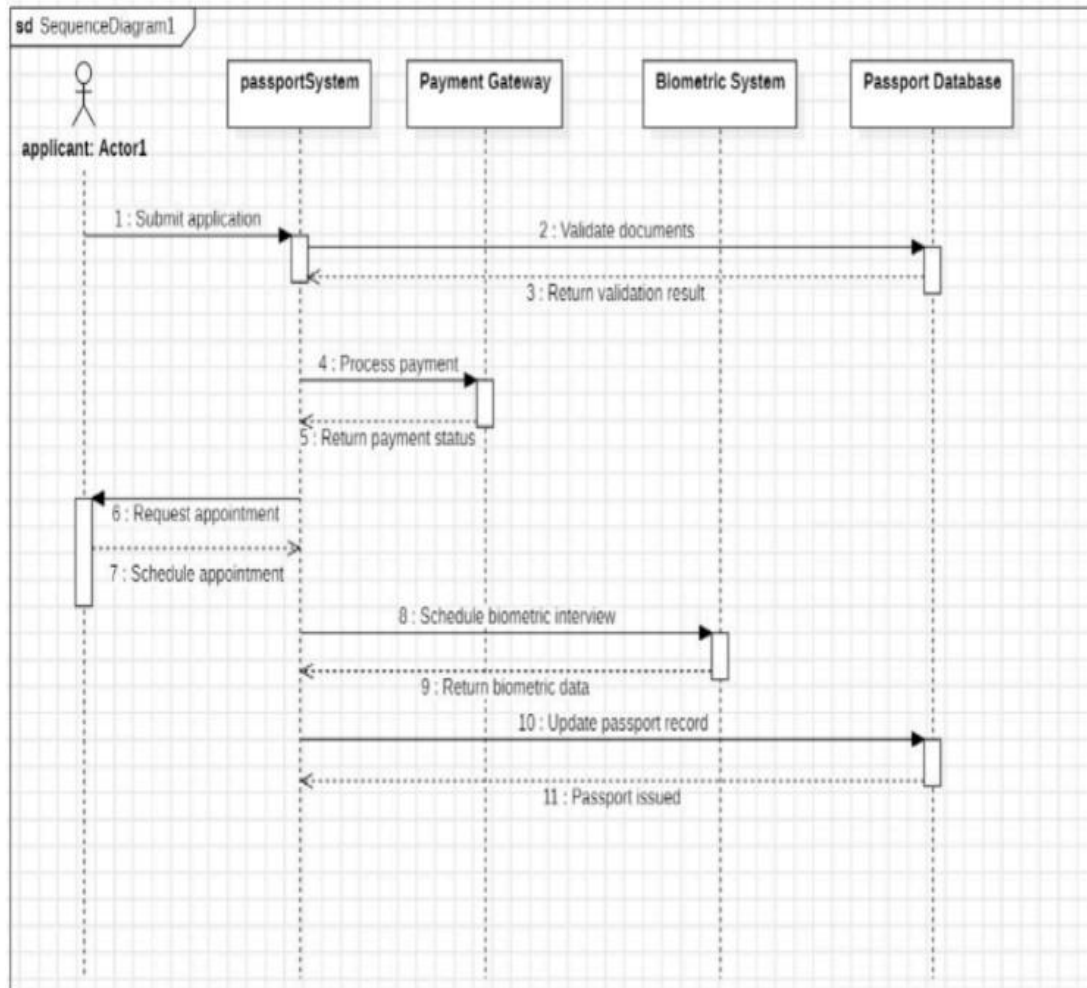 sd SequenceDiagram1
passportSystem
Payment Gateway
Biometric System
Passport Database
applicant: Actor1
1 : Submit application
2 : Validate documents
3 : Return validation result
4 : Process payment
5 : Return payment status
6 : Request appointment
7 : Schedule appointment
8 : Schedule biometric interview
9 : Return biometric data
10 : Update passport record
11 : Passport issued